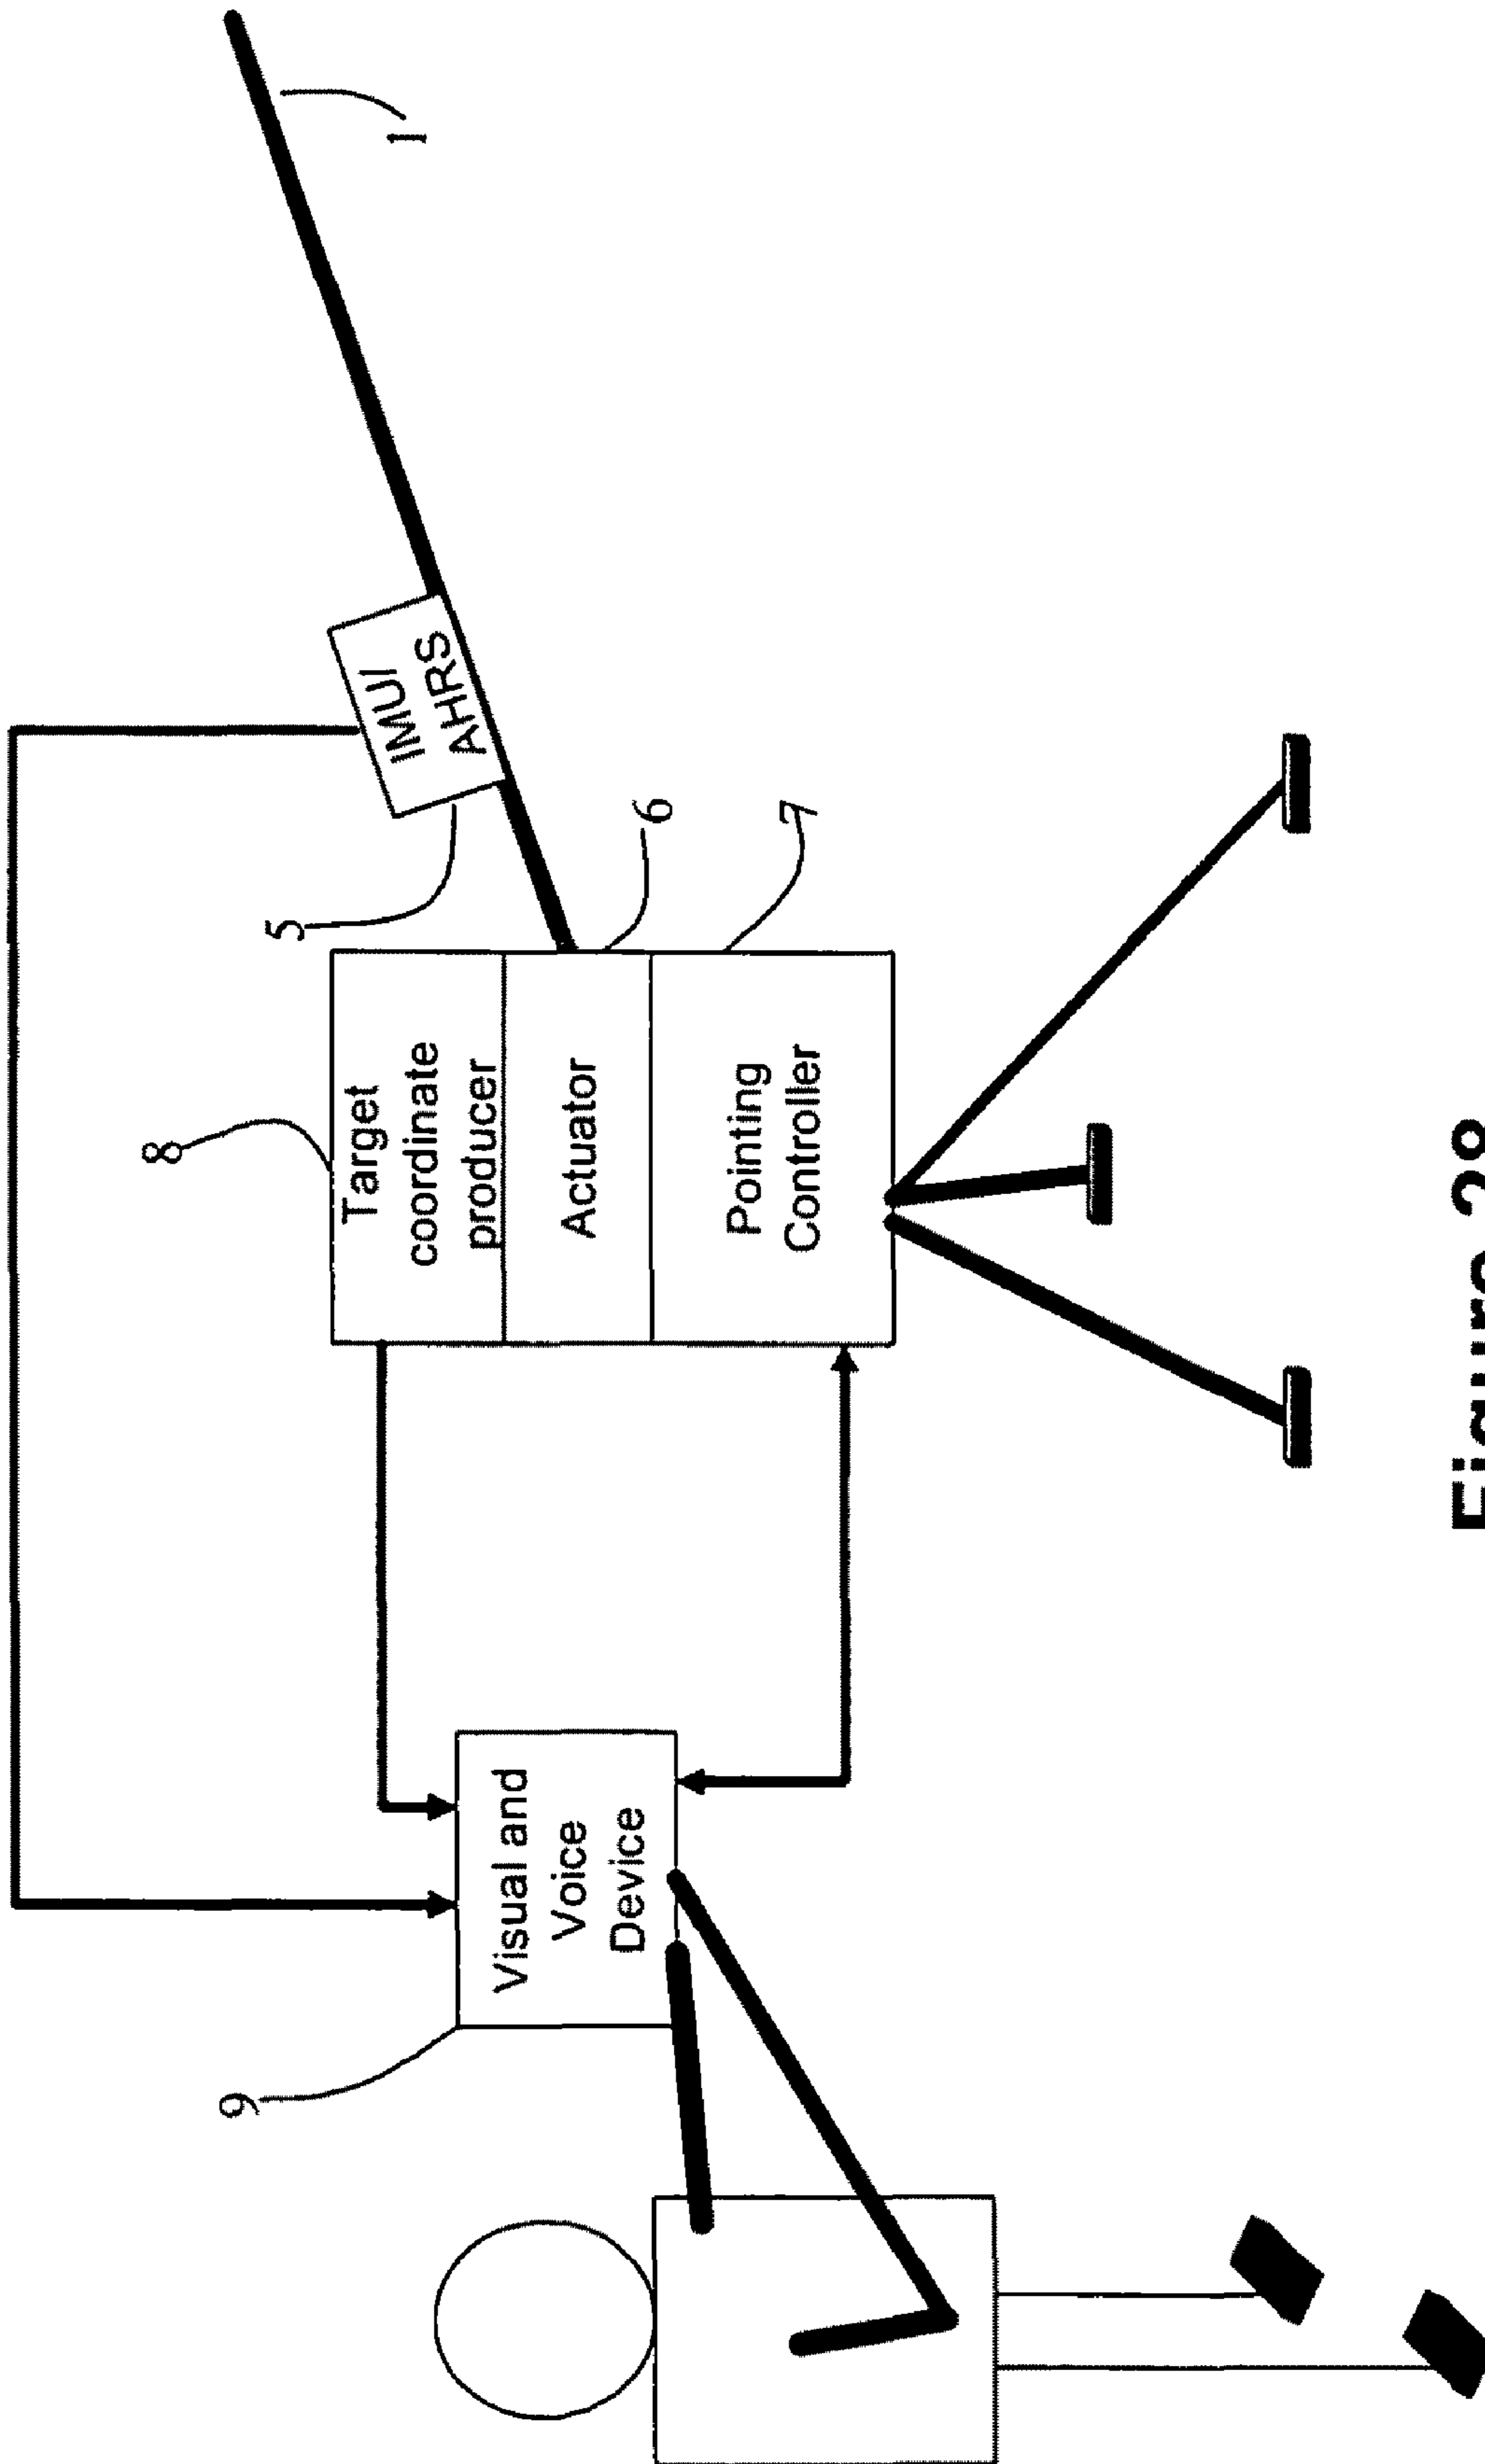 1
IMUI
AHRS
5
6
7
8
Target
coordinate
producer
Actuator
Pointing
Controller
9
Visual and
Voice
Device
Figure 28